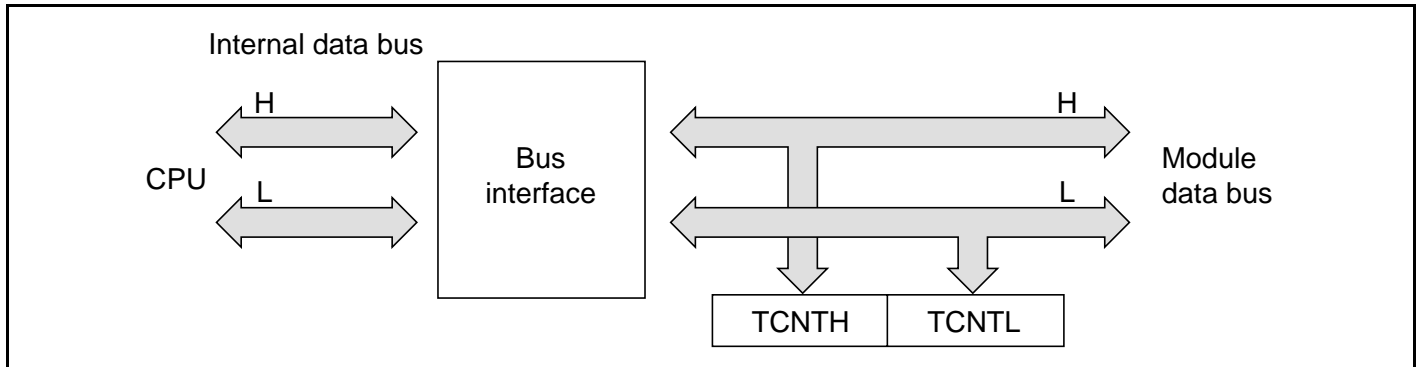 Internal data bus
H
H
CPU
Bus
interface
Module
data bus
L
L
TCNTH
TCNTL